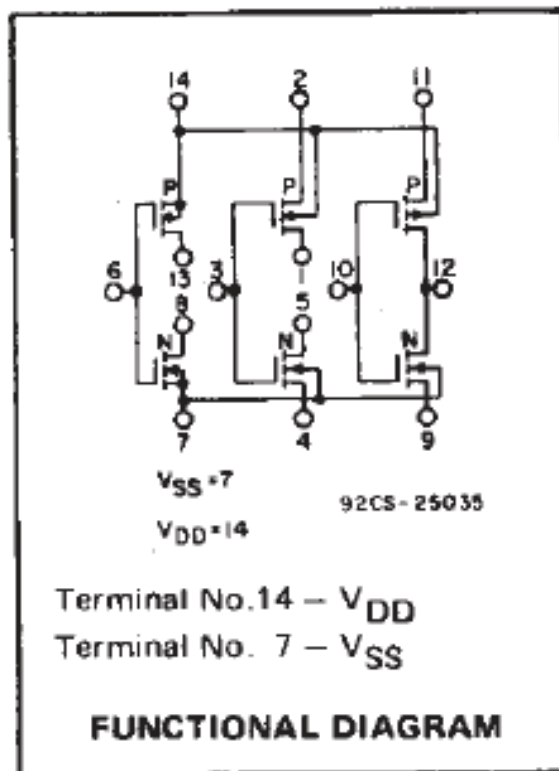 14 2 11
P P P
6 13 3 1 10 12
8 5
N N N
7 4 9
VSS=7
92CS-25035
VDD=14
Terminal No.14 – VDD
Terminal No. 7 – VSS
FUNCTIONAL DIAGRAM